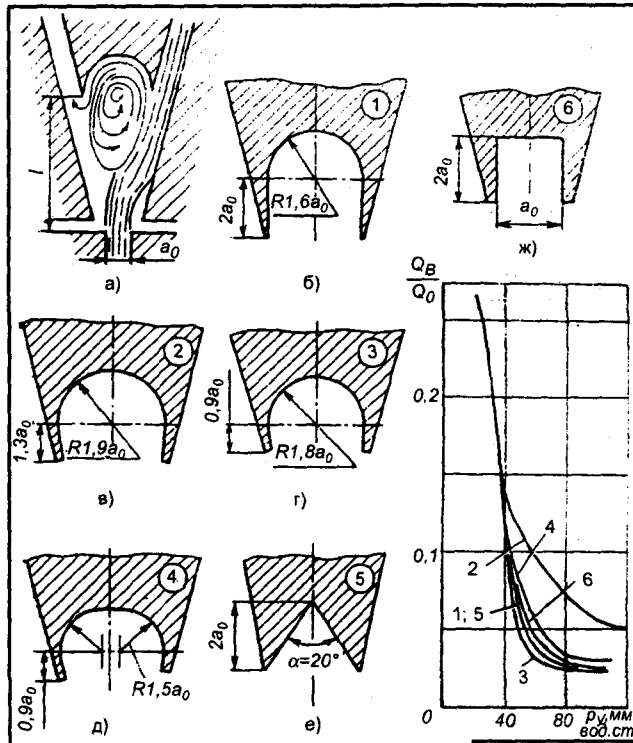 l
a₀
а)
1
2a₀
R1,6a₀
б)
6
2a₀
a₀
ж)
2
1,3a₀
R1,9a₀
в)
3
0,9a₀
R1,8a₀
г)
4
0,9a₀
R1,5a₀
д)
5
2a₀
α=20°
е)
Q_B
Q₀
0,2
0,1
4
2
6
1; 5
3
0
40
80
p_у, мм
вод.ст